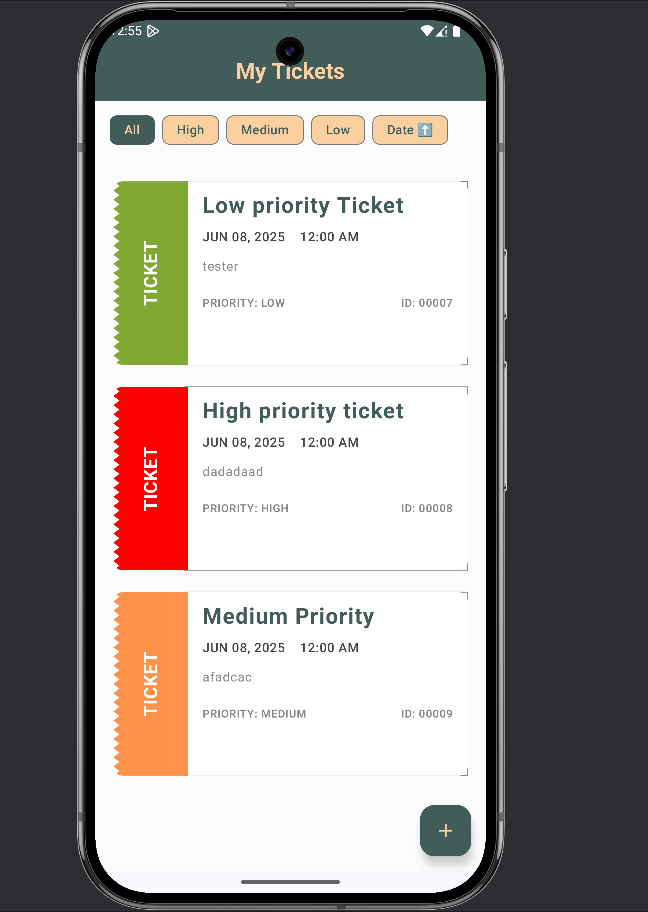 12:55
My Tickets
All High Medium Low Date ⬆️
TICKET
Low priority Ticket
JUN 08, 2025 12:00 AM
tester
PRIORITY: LOW ID: 00007
TICKET
High priority ticket
JUN 08, 2025 12:00 AM
dadadaad
PRIORITY: HIGH ID: 00008
TICKET
Medium Priority
JUN 08, 2025 12:00 AM
afadcac
PRIORITY: MEDIUM ID: 00009
+